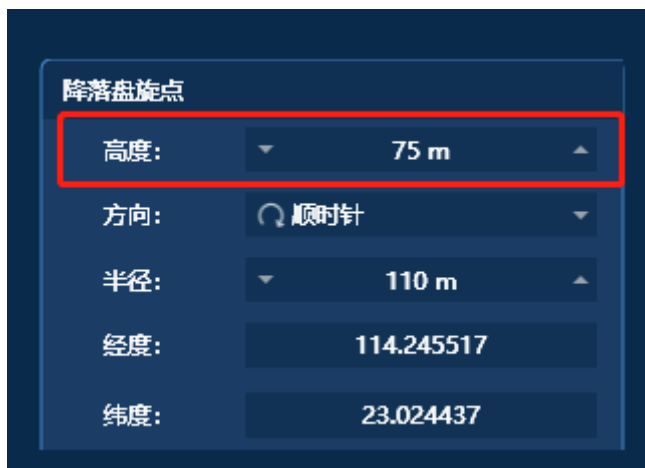 降落盘旋点
高度: 75 m
方向: 顺时针
半径: 110 m
经度: 114.245517
纬度: 23.024437